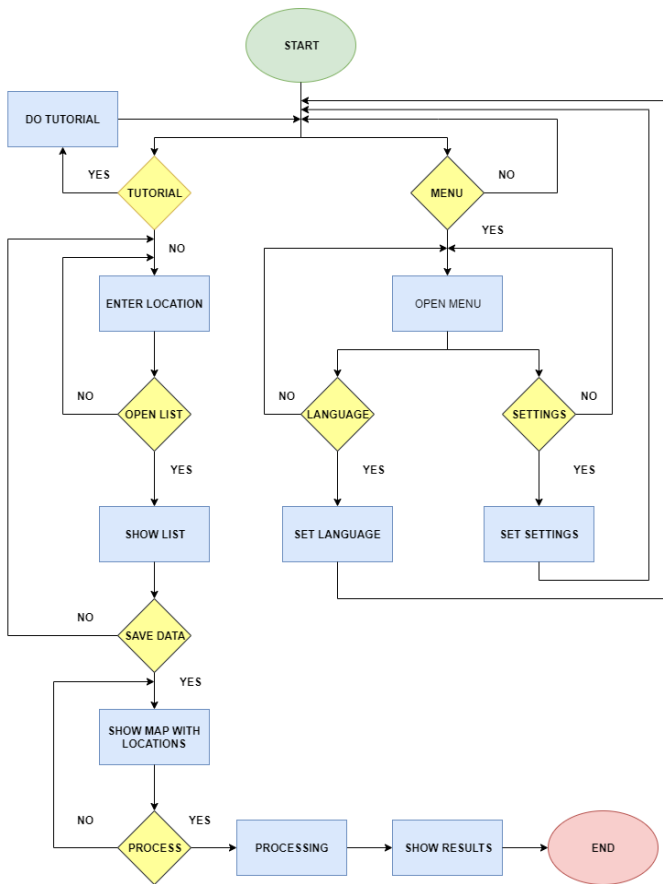 START
DO TUTORIAL
YES
TUTORIAL
MENU
NO
NO
YES
ENTER LOCATION
OPEN MENU
NO
OPEN LIST
NO
LANGUAGE
SETTINGS
NO
YES
YES
YES
SHOW LIST
SET LANGUAGE
SET SETTINGS
NO
SAVE DATA
YES
SHOW MAP WITH
LOCATIONS
NO
YES
PROCESS
PROCESSING
SHOW RESULTS
END